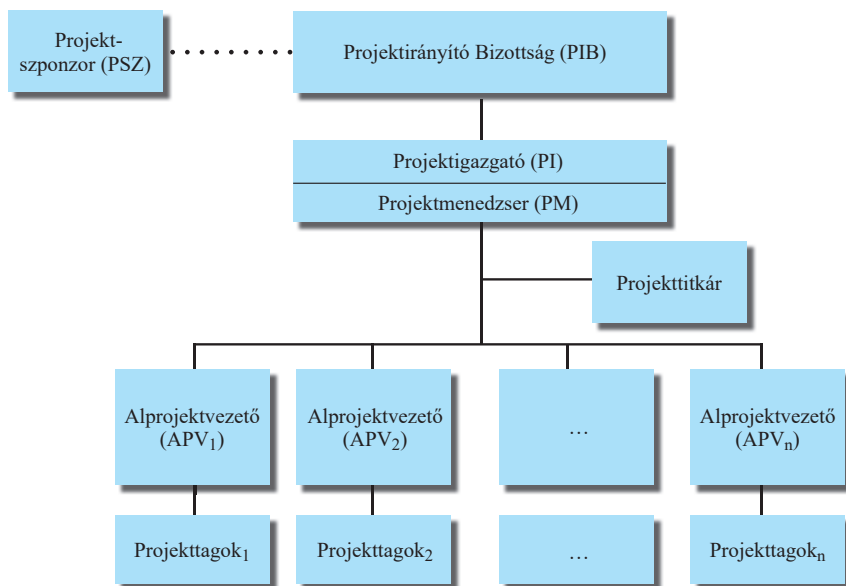 Projekt-
szponzor (PSZ)
Projektirányító Bizottság (PIB)
Projektigazgató (PI)
Projektmenedzser (PM)
Projekttitkár
Alprojektvezető
(APV1)
Alprojektvezető
(APV2)
…
Alprojektvezető
(APVn)
Projekttagok1
Projekttagok2
…
Projekttagokn